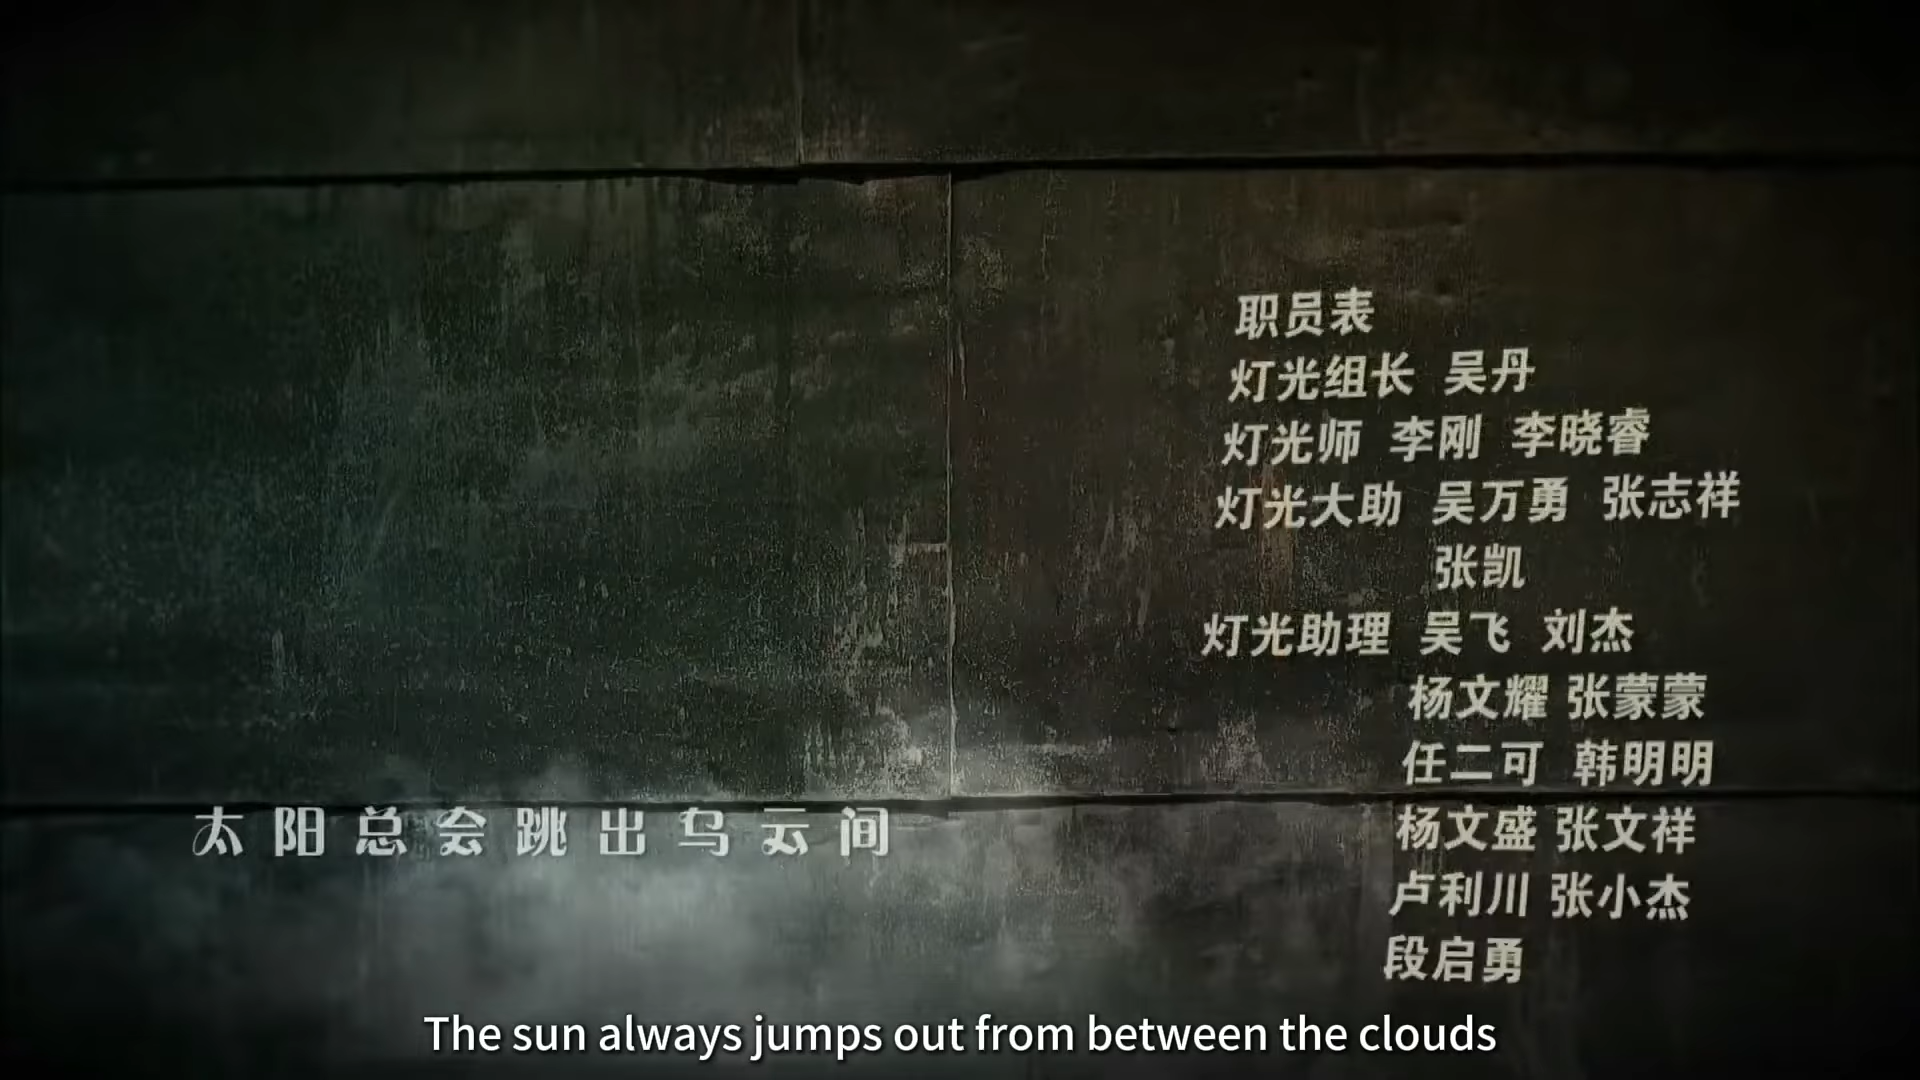 职员表
灯光组长 吴丹
灯光师 李刚 李晓睿
灯光大助 吴万勇 张志祥
张凯
灯光助理 吴飞 刘杰
杨文耀 张蒙蒙
任二可 韩明明
杨文盛 张文祥
卢利川 张小杰
段启勇
太阳总会跳出乌云间
The sun always jumps out from between the clouds